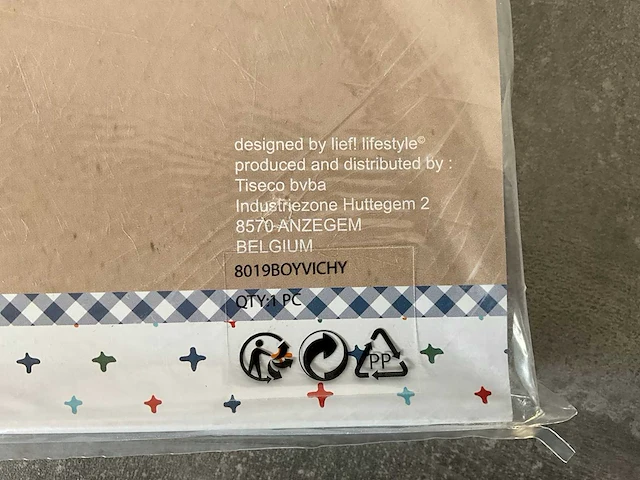 designed by lief! lifestyle©
produced and distributed by :
Tiseco bvba
Industriezone Huttegem 2
8570 ANZEGEM
BELGIUM
8019BOYVICHY
QTY:1 PC
PP